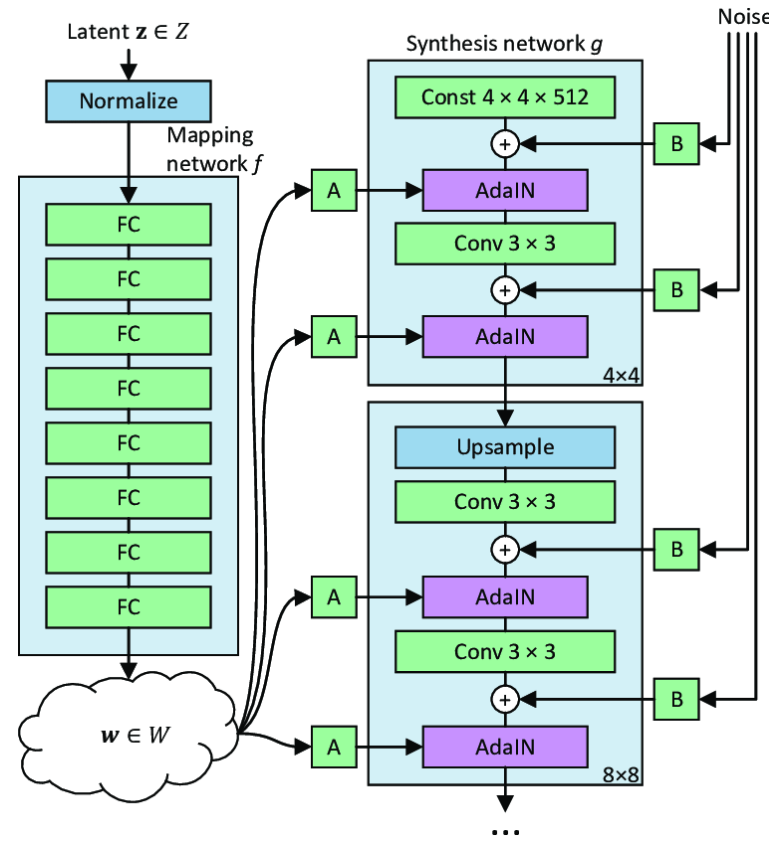 Latent z ∈ Z
Normalize
Mapping
network f
FC
FC
FC
FC
FC
FC
FC
FC
w ∈ W
A
A
A
A
Synthesis network g
Const 4 × 4 × 512
+
AdaIN
Conv 3 × 3
+
AdaIN
4×4
Upsample
Conv 3 × 3
+
AdaIN
Conv 3 × 3
+
AdaIN
8×8
...
Noise
B
B
B
B